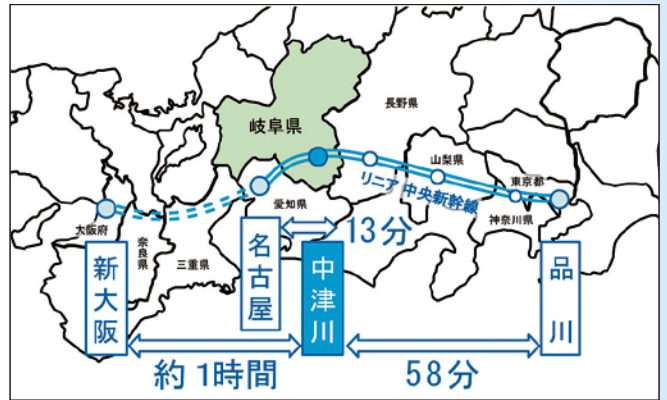 長野県
岐阜県
山梨県
東京都
リニア中央新幹線
神奈川県
愛知県
大阪府
奈良県
三重県
13分
新大阪
名古屋
中津川
品川
約1時間
58分